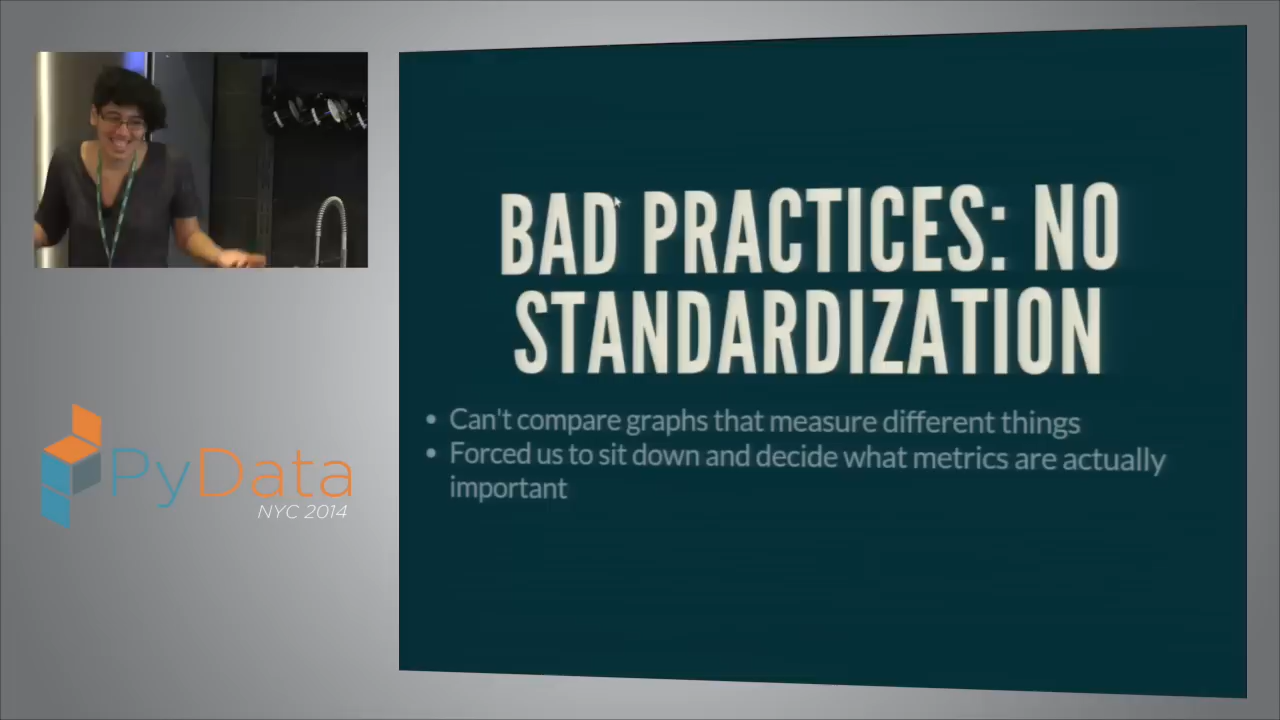 BAD PRACTICES: NO
STANDARDIZATION
• Can't compare graphs that measure different things
• Forced us to sit down and decide what metrics are actually
important
PyData
NYC 2014